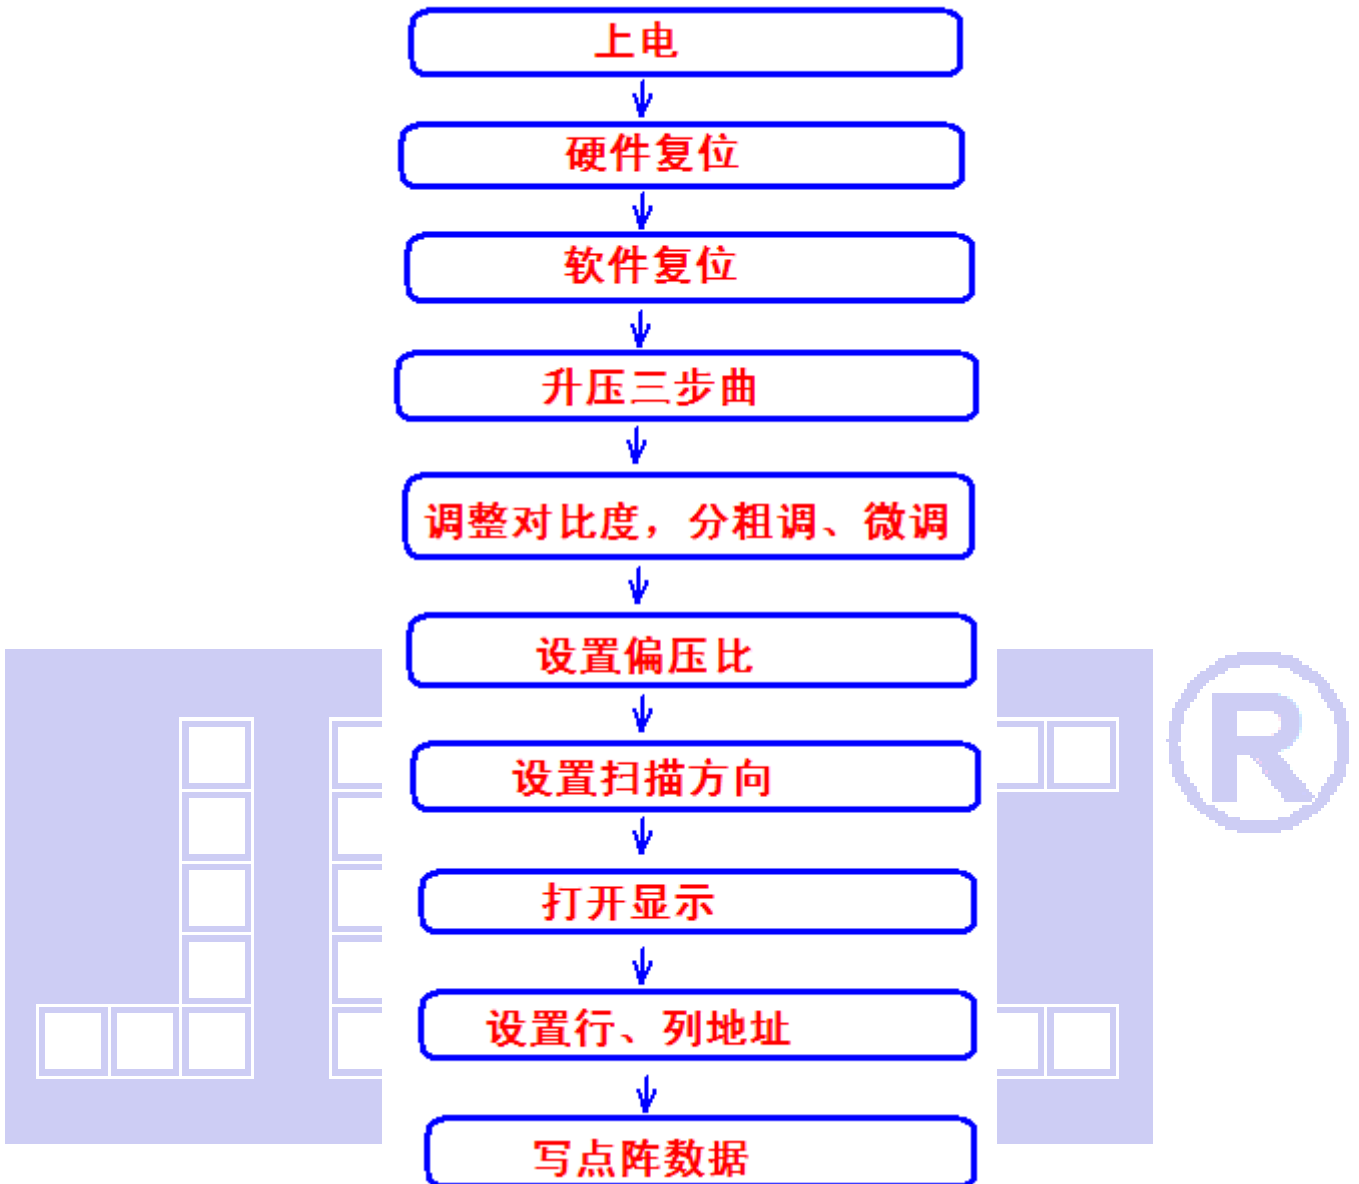 上电
硬件复位
软件复位
升压三步曲
调整对比度，分粗调、微调
设置偏压比
设置扫描方向
打开显示
设置行、列地址
写点阵数据
®